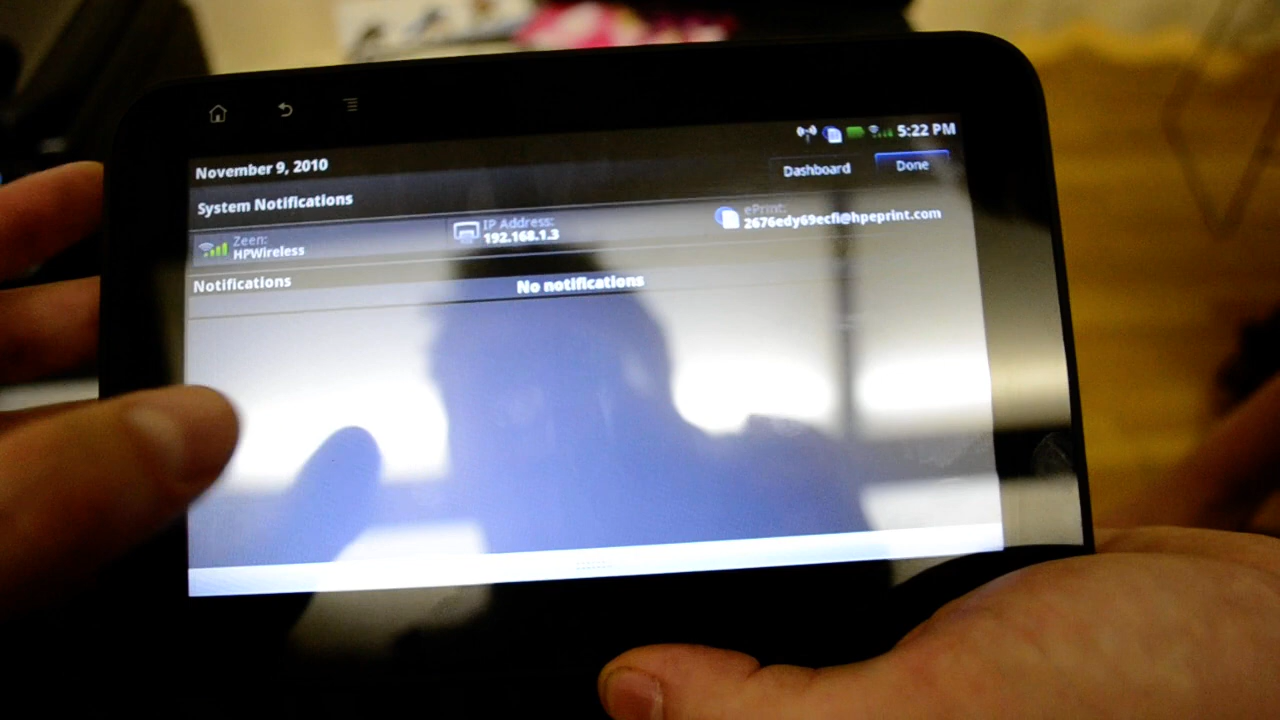 5:22 PM
November 9, 2010
Dashboard
Done
System Notifications
Zeen:
HPWireless
IP Address:
192.168.1.3
ePrint:
2676edy69ecfi@hpeprint.com
Notifications
No notifications